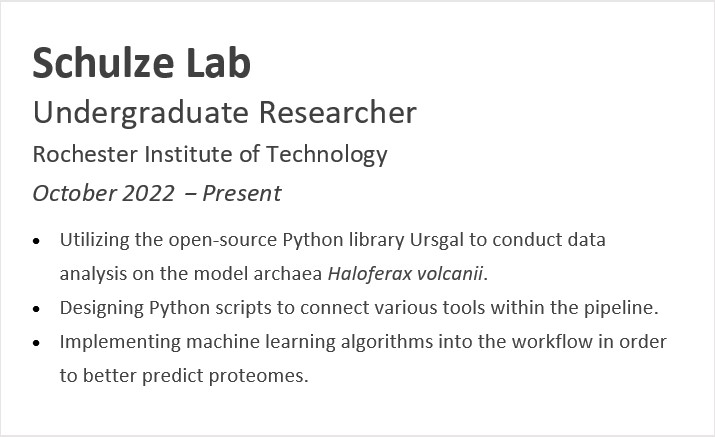 Schulze Lab
Undergraduate Researcher
Rochester Institute of Technology
October 2022 – Present
• Utilizing the open-source Python library Ursgal to conduct data
analysis on the model archaea Haloferax volcanii.
• Designing Python scripts to connect various tools within the pipeline.
• Implementing machine learning algorithms into the workflow in order
to better predict proteomes.